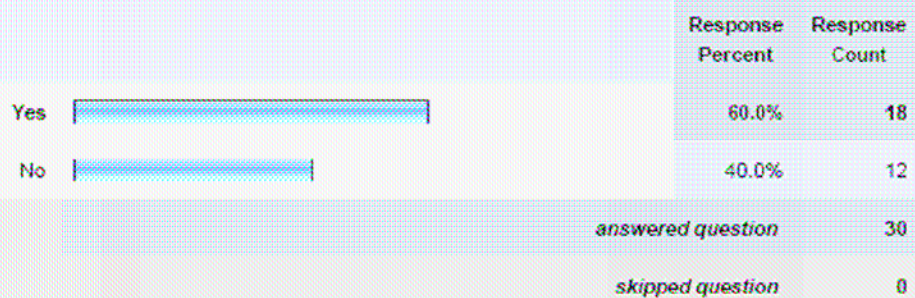 Response Response
Percent Count
Yes 60.0% 18
No 40.0% 12
answered question 30
skipped question 0